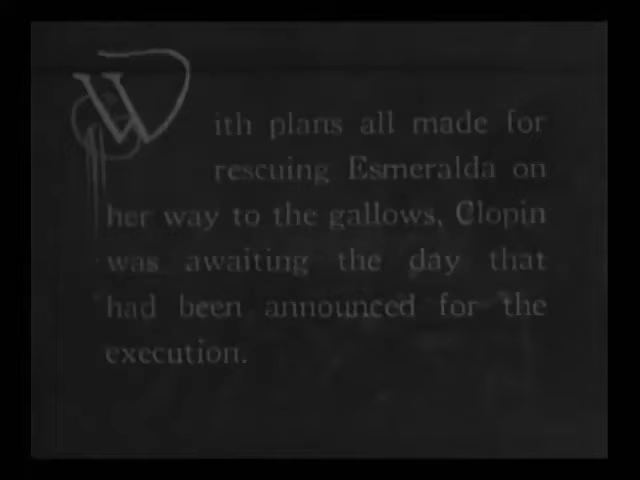 With plans all made for
rescuing Esmeralda on
her way to the gallows, Clopin
was awaiting the day that
had been announced for the
execution.